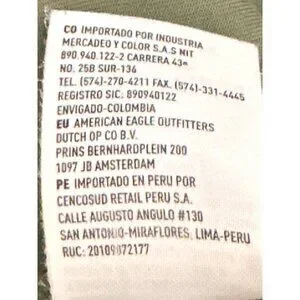 CO IMPORTADO POR INDUSTRIA
MERCADEO Y COLOR S.A.S NIT
890.940.122-2 CARRERA 43ª
NO. 25B SUR-136
TEL: (574)-270-4211 FAX. (574)-331-4445
REGISTRO SIC: 890940122
ENVIGADO-COLOMBIA
EU AMERICAN EAGLE OUTFITTERS
DUTCH OP CO B.V.
PRINS BERNHARDPLEIN 200
1097 JB AMSTERDAM
PE IMPORTADO EN PERU POR
CENCOSUD RETAIL PERU S.A.
CALLE AUGUSTO ANGULO #130
SAN ANTONIO-MIRAFLORES, LIMA-PERU
RUC: 20109072177